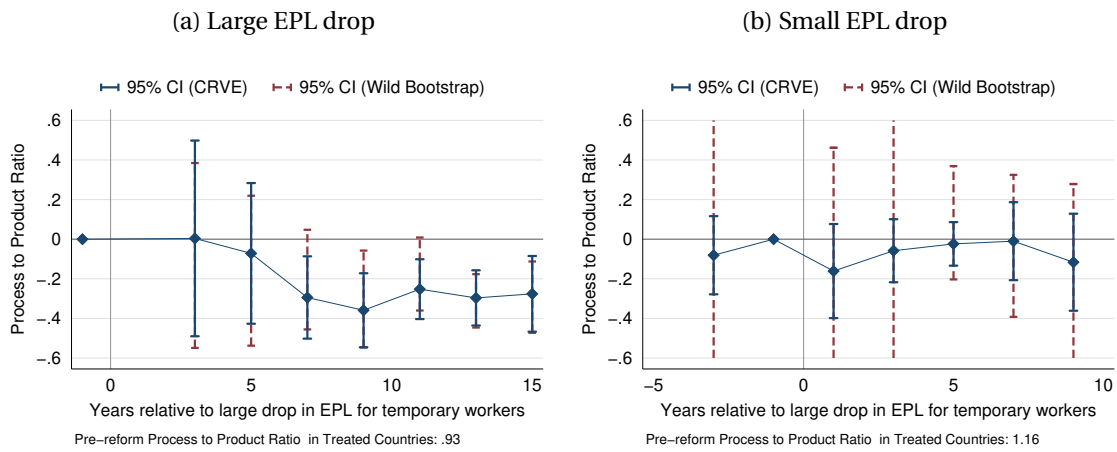 (a) Large EPL drop
95% CI (CRVE) 95% CI (Wild Bootstrap)
Process to Product Ratio
.6
.4
.2
0
−.2
−.4
−.6
0 5 10 15
Years relative to large drop in EPL for temporary workers
Pre−reform Process to Product Ratio in Treated Countries: .93
(b) Small EPL drop
95% CI (CRVE) 95% CI (Wild Bootstrap)
Process to Product Ratio
.6
.4
.2
0
−.2
−.4
−.6
−5 0 5 10
Years relative to large drop in EPL for temporary workers
Pre−reform Process to Product Ratio in Treated Countries: 1.16